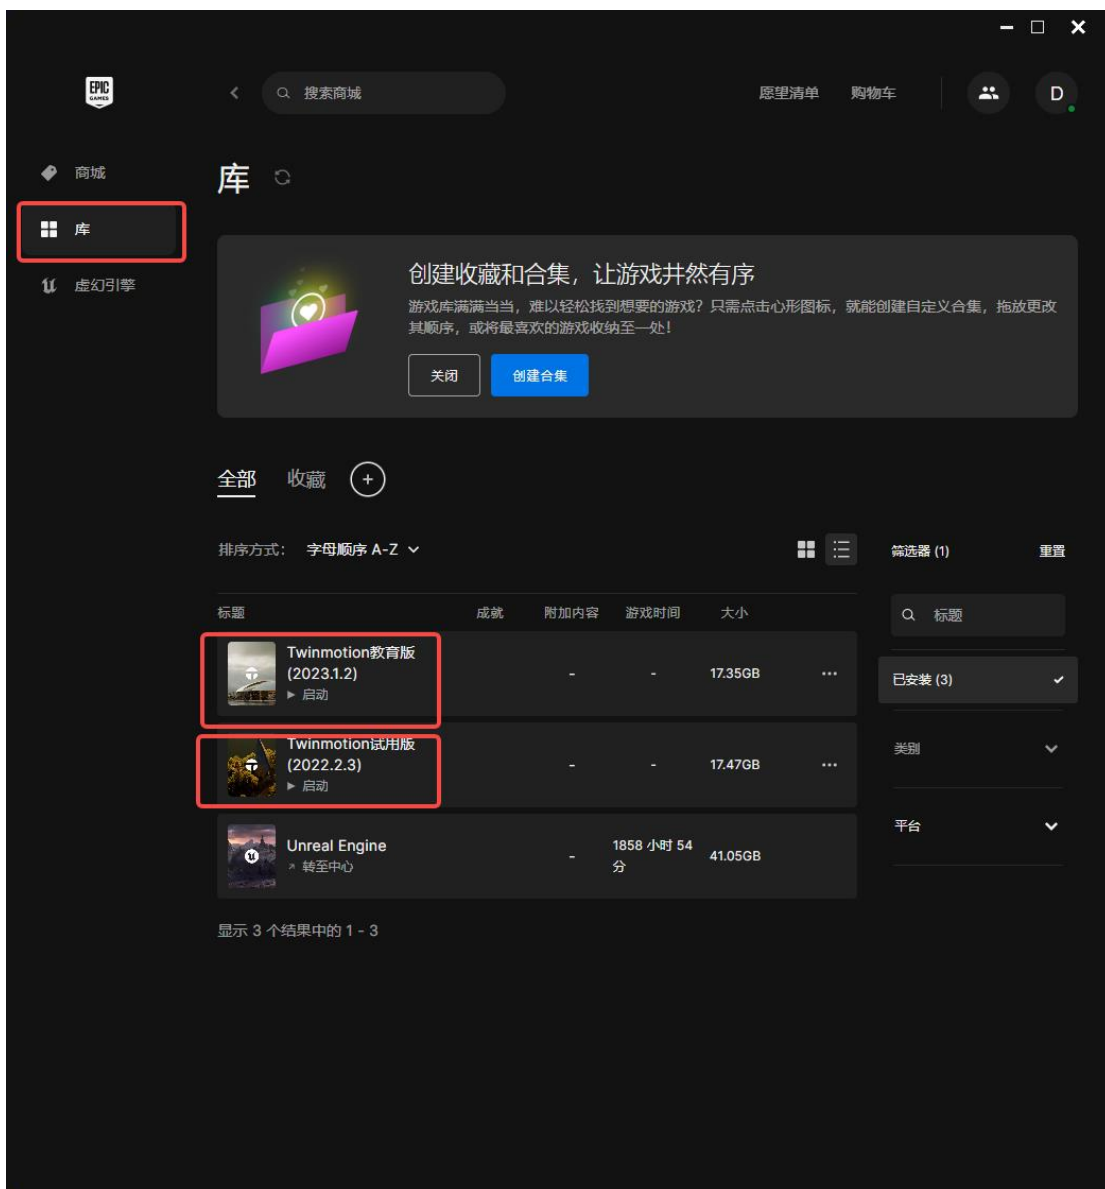 EPIC
GAMES
搜索商城
愿望清单
购物车
D
商城
库
虚幻引擎
库
创建收藏和合集，让游戏井然有序
游戏库满满当当，难以轻松找到想要的游戏？只需点击心形图标，就能创建自定义合集，拖放更改
其顺序，或将最喜欢的游戏收纳至一处！
关闭
创建合集
全部
收藏
排序方式： 字母顺序 A-Z
筛选器 (1)
重置
标题
成就
附加内容
游戏时间
大小
标题
Twinmotion教育版
(2023.1.2)
启动
-
-
17.35GB
已安装 (3)
Twinmotion试用版
(2022.2.3)
启动
-
-
17.47GB
类别
平台
Unreal Engine
转至中心
-
1858 小时 54
分
41.05GB
显示 3 个结果中的 1 - 3